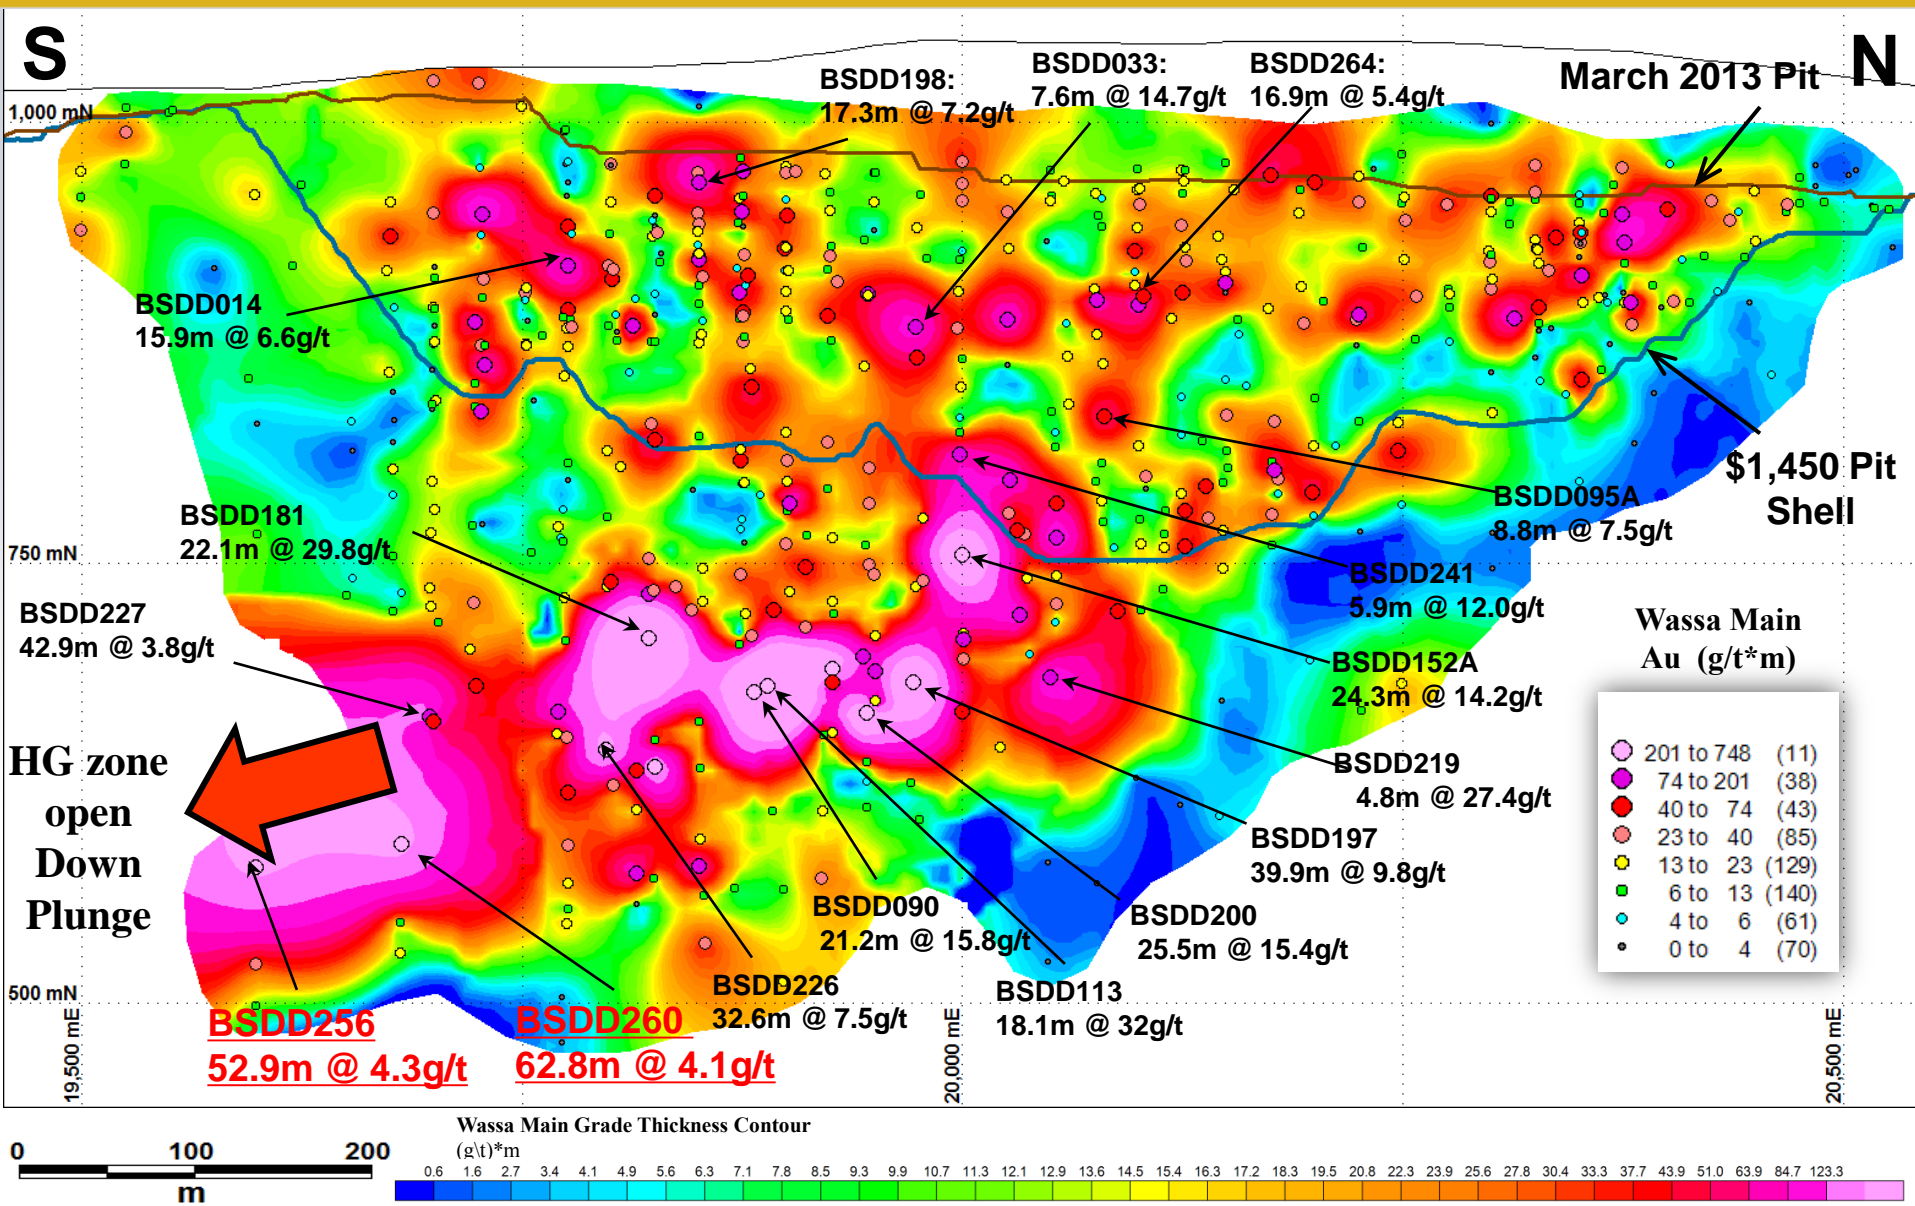 S
N
BSDD198:
17.3m @ 7.2g/t
BSDD033:
7.6m @ 14.7g/t
BSDD264:
16.9m @ 5.4g/t
March 2013 Pit
1,000 mN
BSDD014
15.9m @ 6.6g/t
$1,450 Pit
Shell
BSDD095A
8.8m @ 7.5g/t
BSDD181
22.1m @ 29.8g/t
750 mN
BSDD241
5.9m @ 12.0g/t
BSDD227
42.9m @ 3.8g/t
BSDD152A
24.3m @ 14.2g/t
Wassa Main
Au (g/t*m)
201 to 748 (11)
74 to 201 (38)
40 to 74 (43)
23 to 40 (85)
13 to 23 (129)
6 to 13 (140)
4 to 6 (61)
0 to 4 (70)
HG zone
open
Down
Plunge
BSDD219
4.8m @ 27.4g/t
BSDD197
39.9m @ 9.8g/t
BSDD090
21.2m @ 15.8g/t
BSDD200
25.5m @ 15.4g/t
BSDD226
32.6m @ 7.5g/t
BSDD113
18.1m @ 32g/t
500 mN
BSDD256
52.9m @ 4.3g/t
BSDD260
62.8m @ 4.1g/t
19,500 mE
20,000 mE
20,500 mE
Wassa Main Grade Thickness Contour
(g\t)*m
0 100 200
m
0.6 1.6 2.7 3.4 4.1 4.9 5.6 6.3 7.1 7.8 8.5 9.3 9.9 10.7 11.3 12.1 12.9 13.6 14.5 15.4 16.3 17.2 18.3 19.5 20.8 22.3 23.9 25.6 27.8 30.4 33.3 37.7 43.9 51.0 63.9 84.7 123.3